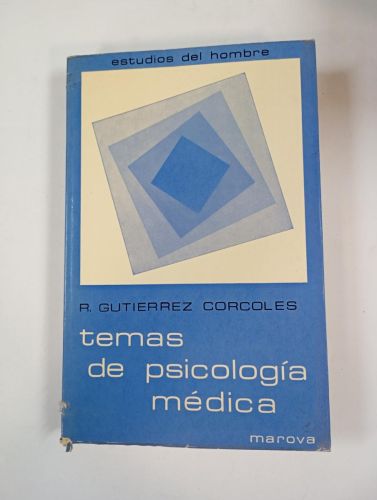 estudios del hombre
R. GUTIERREZ CORCOLES
temas
de psicología
médica
marova